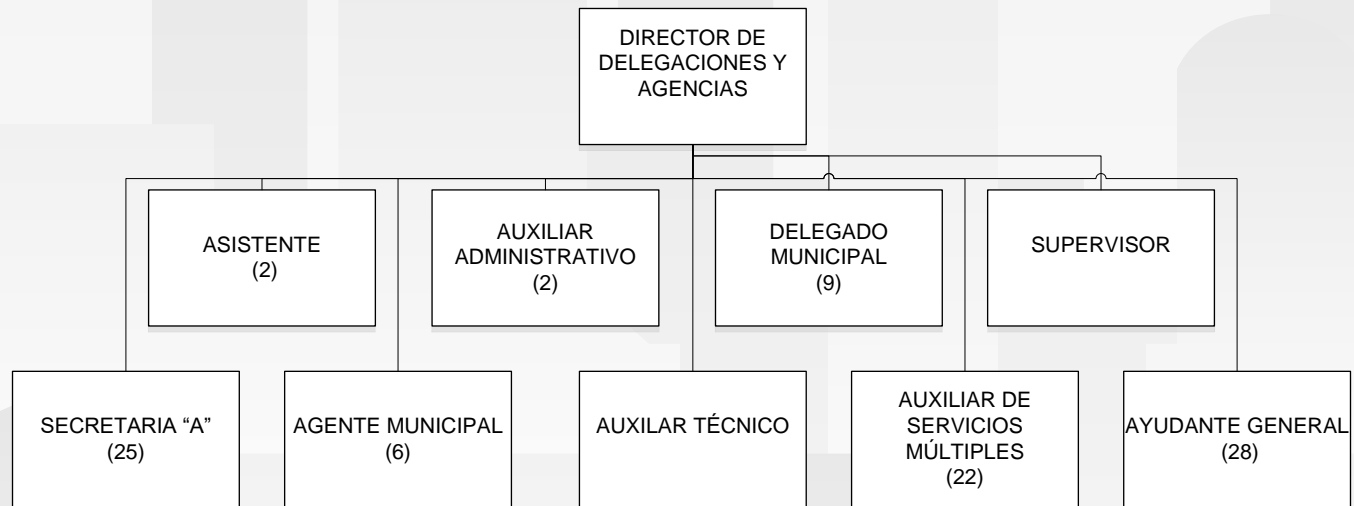 DIRECTOR DE
DELEGACIONES Y
AGENCIAS
ASISTENTE
(2)
AUXILIAR
ADMINISTRATIVO
(2)
DELEGADO
MUNICIPAL
(9)
SUPERVISOR
SECRETARIA “A”
(25)
AGENTE MUNICIPAL
(6)
AUXILAR TÉCNICO
AUXILIAR DE
SERVICIOS
MÚLTIPLES
(22)
AYUDANTE GENERAL
(28)